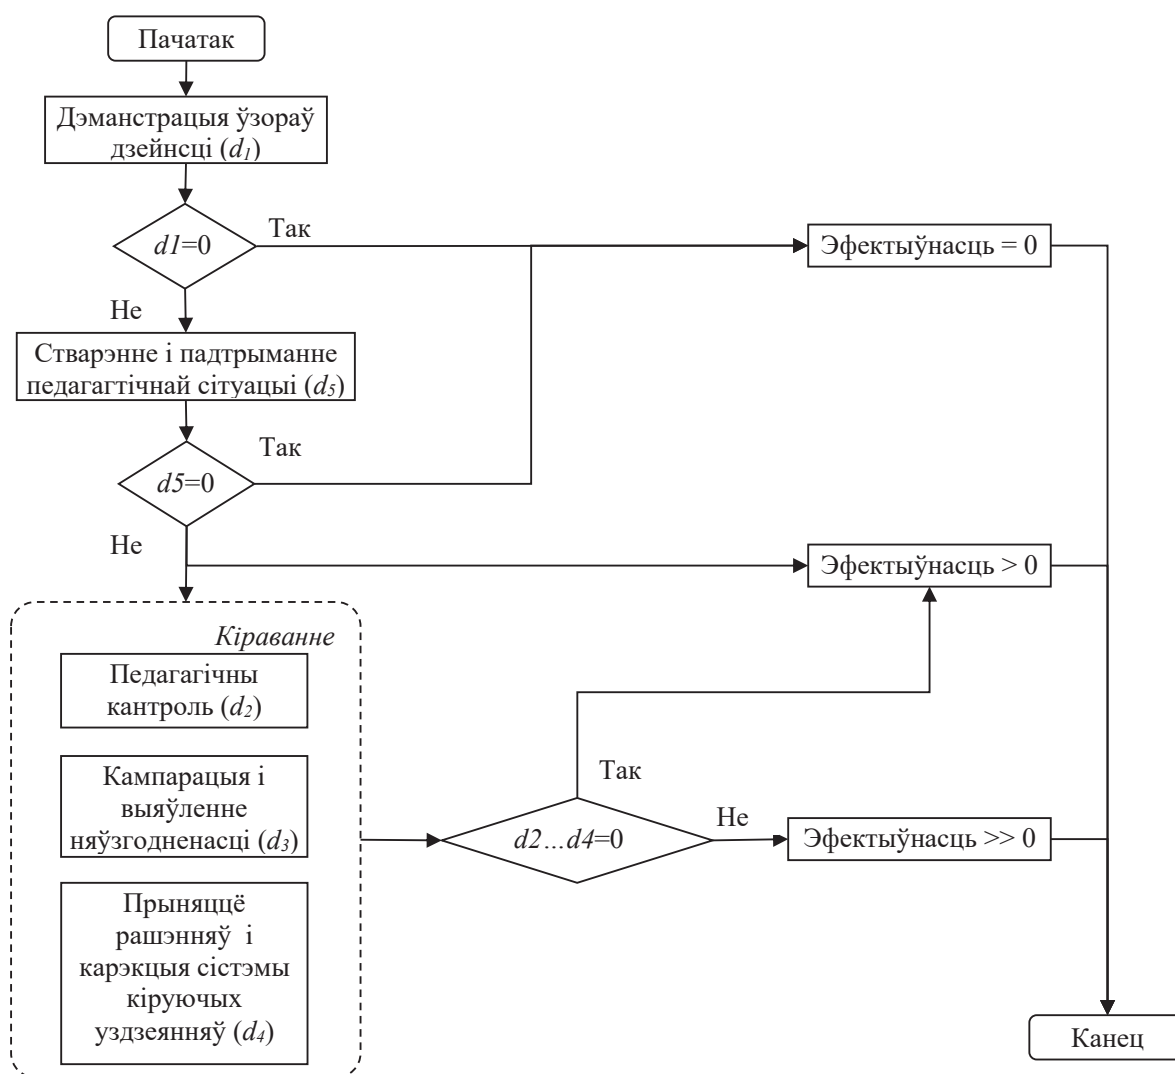 Пачатак
Дэманстрацыя ўзораў
дзейнсці (d₁)
d1=0
Так
Эфектыўнасць = 0
Не
Стварэнне і падтрыманне
педагагтічнай сітуацыі (d₅)
Так
d5=0
Не
Эфектыўнасць > 0
Кіраванне
Педагагічны
кантроль (d₂)
Кампарацыя і
выяўленне
няўзгодненасці (d₃)
Так
Не
d2…d4=0
Эфектыўнасць >> 0
Прыняццё
рашэнняў і
карэкцыя сістэмы
кіруючых
уздзеянняў (d₄)
Канец